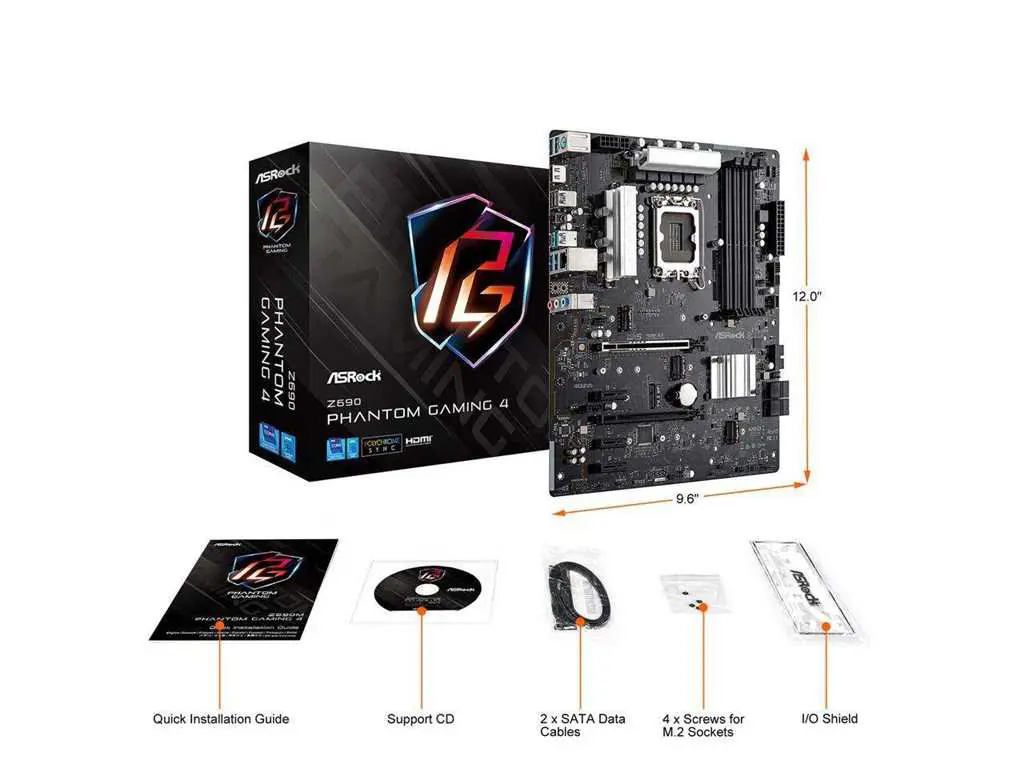 ASRock
PHANTOM
GAMING
Z690
PHANTOM
GAMING 4
ASRock
Z690
PHANTOM GAMING 4
POLYCHROME
SYNC
HDMI
ASRock
12.0"
9.6"
ASRock
PHANTOM
GAMING
Z690M
PHANTOM GAMING 4
Quick Installation Guide
ASRock
ASRock
Quick Installation Guide
Support CD
2 x SATA Data
Cables
4 x Screws for
M.2 Sockets
I/O Shield